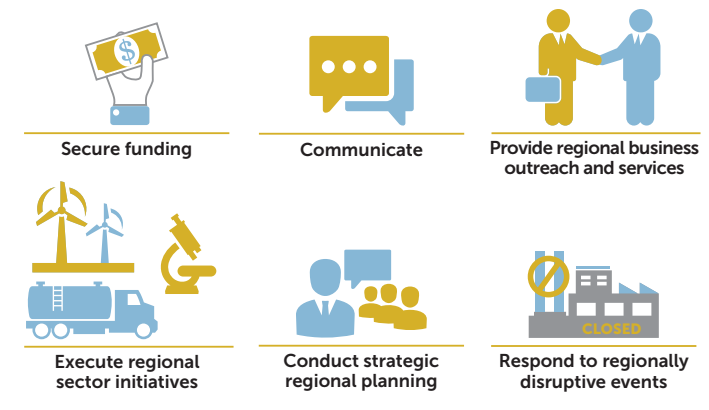 $
Secure funding
Communicate
Provide regional business
outreach and services
Execute regional
sector initiatives
Conduct strategic
regional planning
CLOSED
Respond to regionally
disruptive events